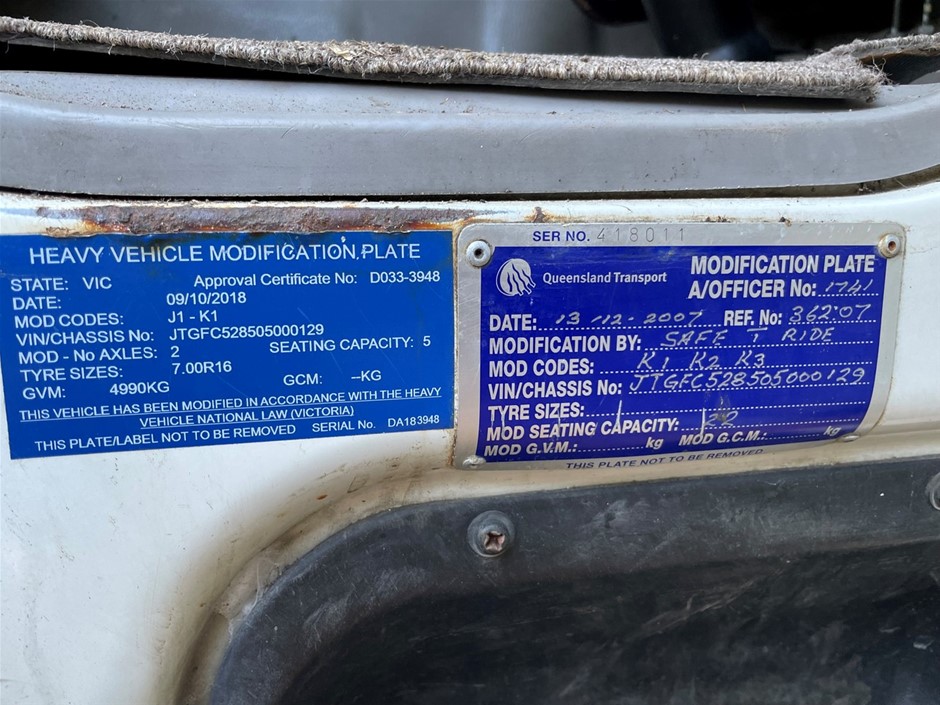 HEAVY VEHICLE MODIFICATION PLATE
STATE: VIC Approval Certificate No: D033-3948
DATE: 09/10/2018
MOD CODES: J1 - K1
VIN/CHASSIS No: JTGFC528505000129
MOD - No AXLES: 2 SEATING CAPACITY: 5
TYRE SIZES: 7.00R16
GVM: 4990KG GCM: --KG
THIS VEHICLE HAS BEEN MODIFIED IN ACCORDANCE WITH THE HEAVY
VEHICLE NATIONAL LAW (VICTORIA)
THIS PLATE/LABEL NOT TO BE REMOVED SERIAL No. DA183948
SER NO. 418011
Queensland Transport
MODIFICATION PLATE
A/OFFICER No: 1741
DATE: 13/12-2007 REF. No: 362·07
MODIFICATION BY: SAFE T RIDE
MOD CODES: K1 K2 K3
VIN/CHASSIS No: JTGFC528505000129
TYRE SIZES:
MOD SEATING CAPACITY:
MOD G.V.M.: kg MOD G.C.M.: kg
THIS PLATE NOT TO BE REMOVED